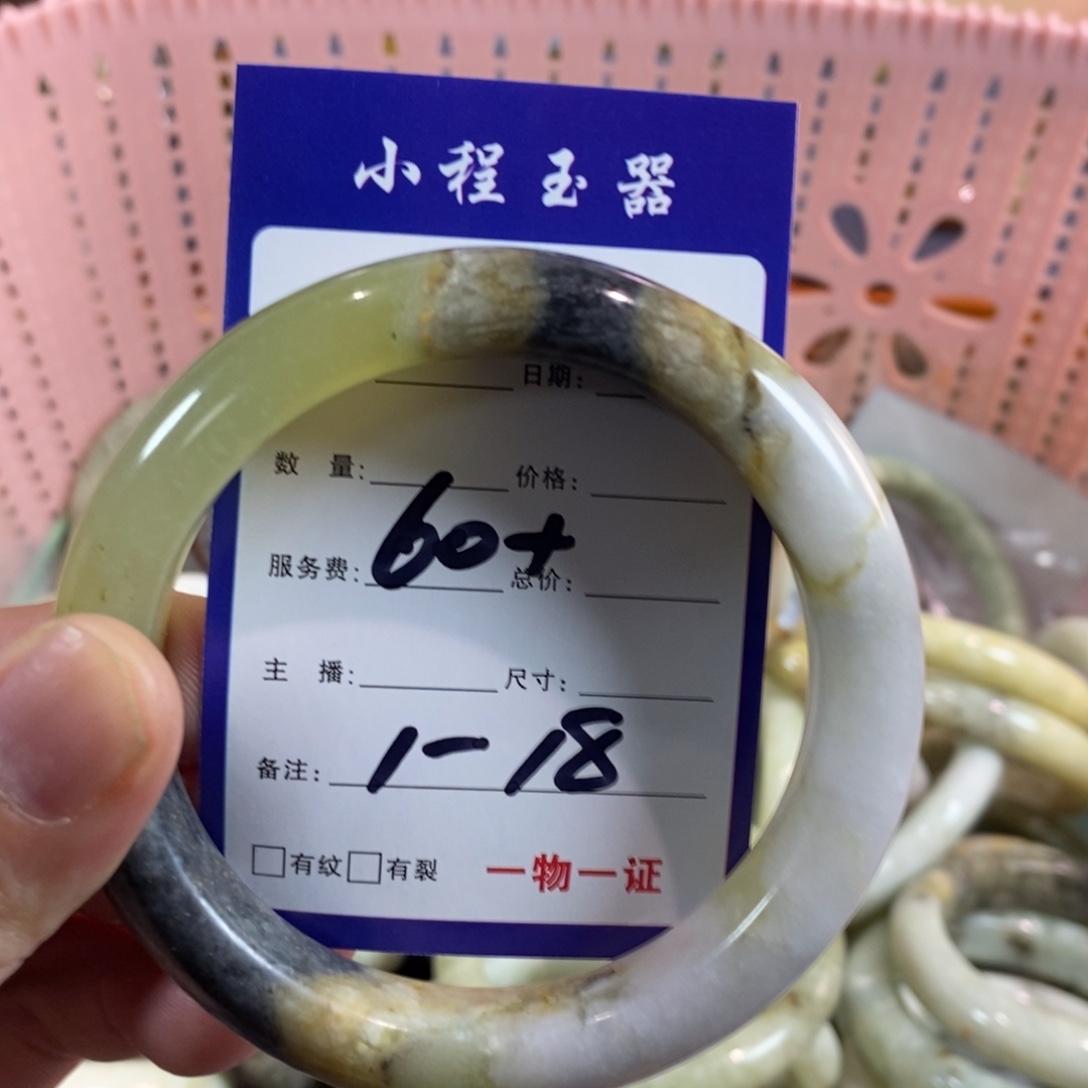 小程玉器
日期:
数 量: 价格:
60+
服务费: 总价:
主 播: 尺寸:
1-18
备注:
□有纹□有裂 一物一证